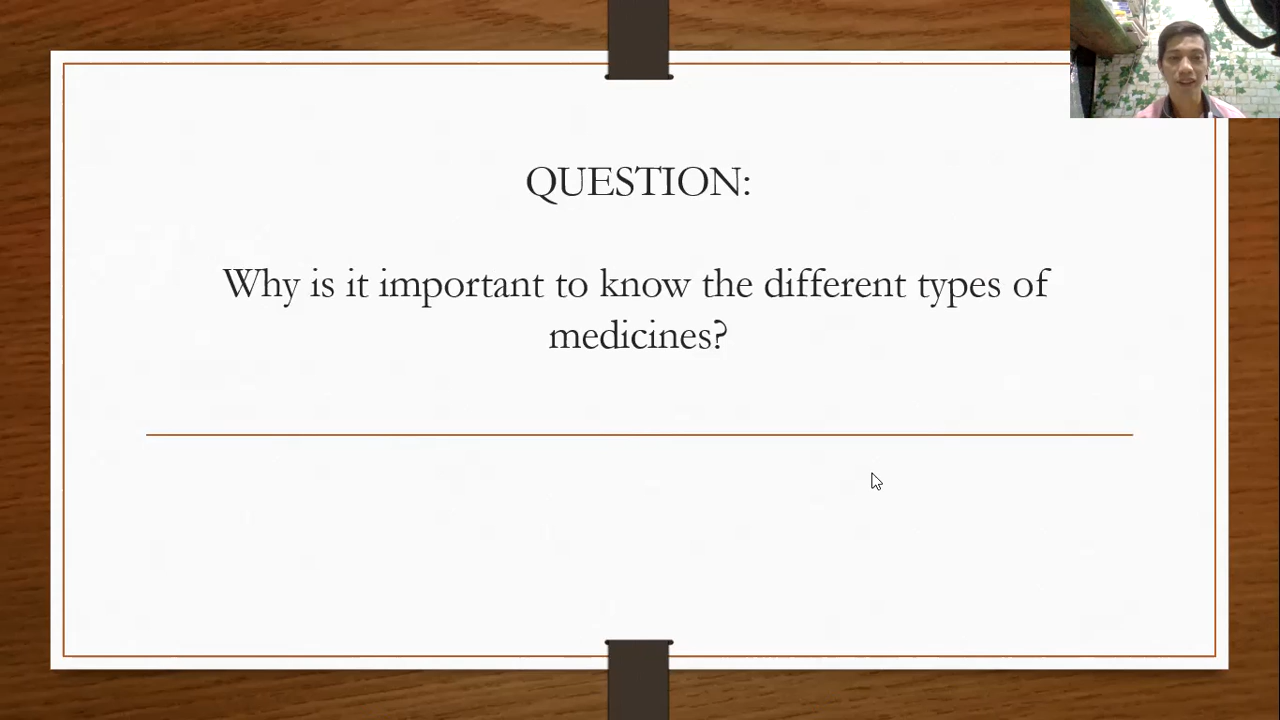 QUESTION:
Why is it important to know the different types of
medicines?